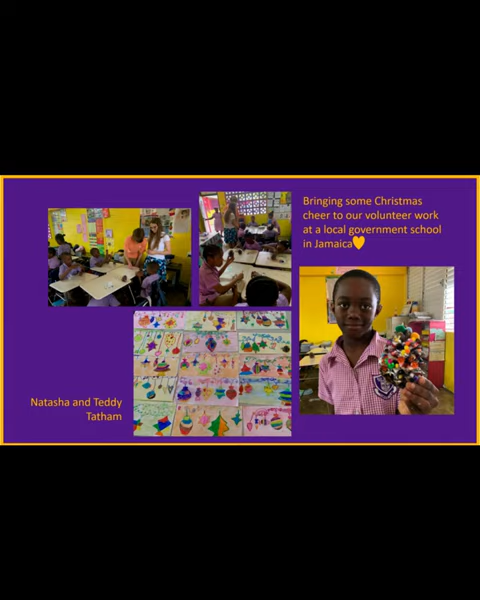 Bringing some Christmas
cheer to our volunteer work
at a local government school
in Jamaica💛
Natasha and Teddy
Tatham